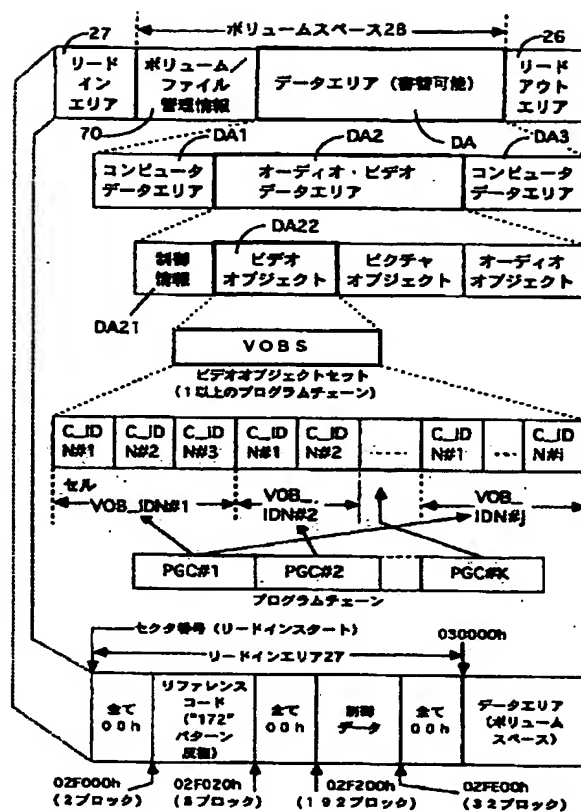 27
ボリュームスペース28
26
リード
イン
エリア
ボリューム/
ファイル
管理情報
データエリア(書替可能)
リード
アウト
エリア
70
DA1
DA2
DA
DA3
コンピュータ
データエリア
オーディオ・ビデオ
データエリア
コンピュータ
データエリア
DA22
制御
情報
ビデオ
オブジェクト
ピクチャ
オブジェクト
オーディオ
オブジェクト
DA21
VOBS
ビデオオブジェクトセット
(1以上のプログラムチェーン)
C_ID
N#1
C_ID
N#2
C_ID
N#3
C_ID
N#1
C_ID
N#2
C_ID
N#1
C_ID
N#i
セル
VOB_IDN#1
VOB_
IDN#2
VOB_
IDN#j
PGC#1
PGC#2
PGC#K
プログラムチェーン
セクタ番号(リードインスタート)
030000h
リードインエリア27
全て
00h
リファレンス
コード
("172"
パターン
反復)
全て
00h
制御
データ
全て
00h
データエリア
(ボリューム
スペース)
02F000h
(2ブロック)
02F020h
(8ブロック)
02F200h
(192ブロック)
02FE00h
(32ブロック)